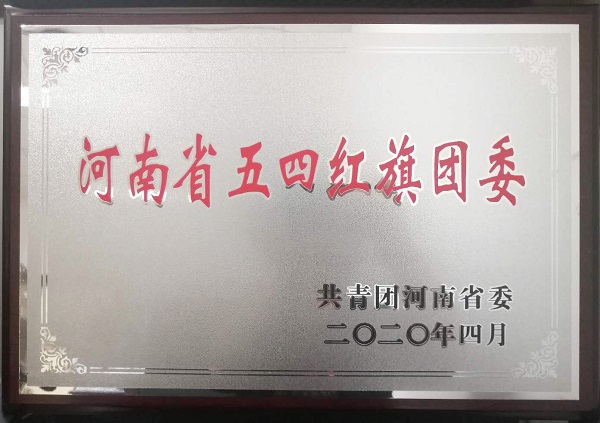 河南省五四红旗团委
共青团河南省委
二〇二〇年四月